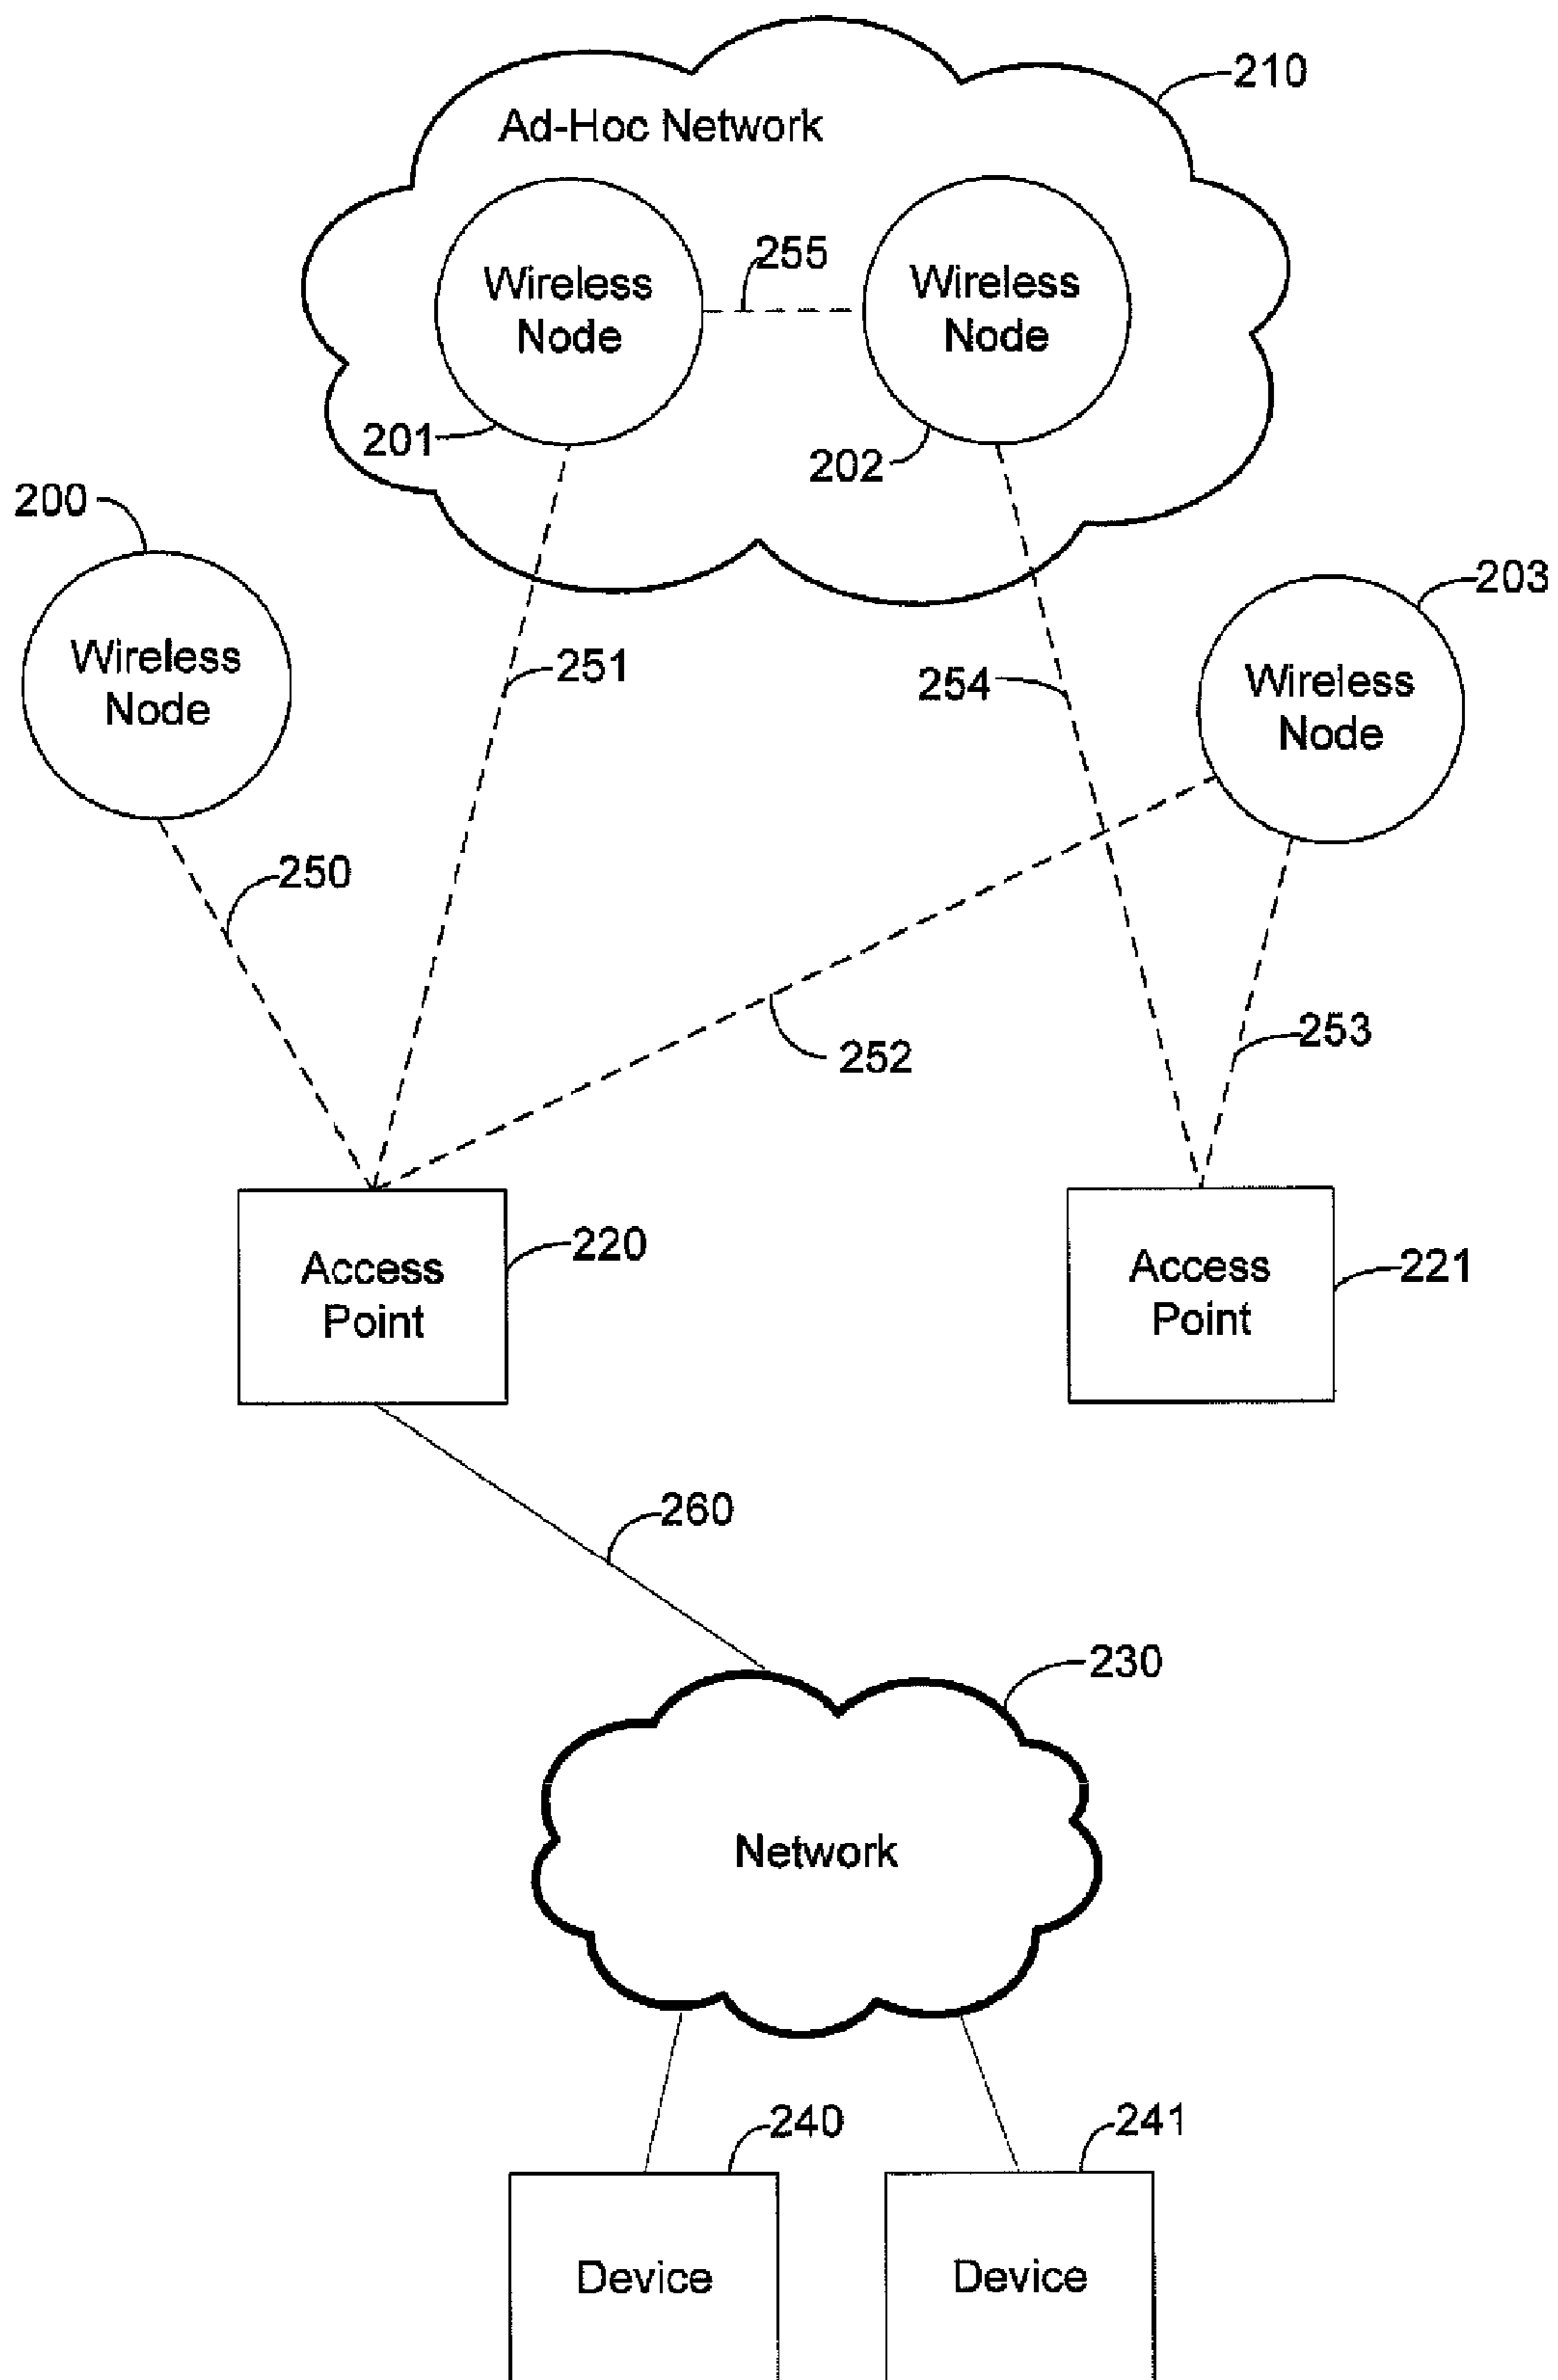 210
Ad-Hoc Network
255
Wireless
Node
Wireless
Node
201
202
200
203
Wireless
Node
251
254
Wireless
Node
250
252
253
220
Access
Point
Access
Point
221
260
230
Network
240
241
Device
Device